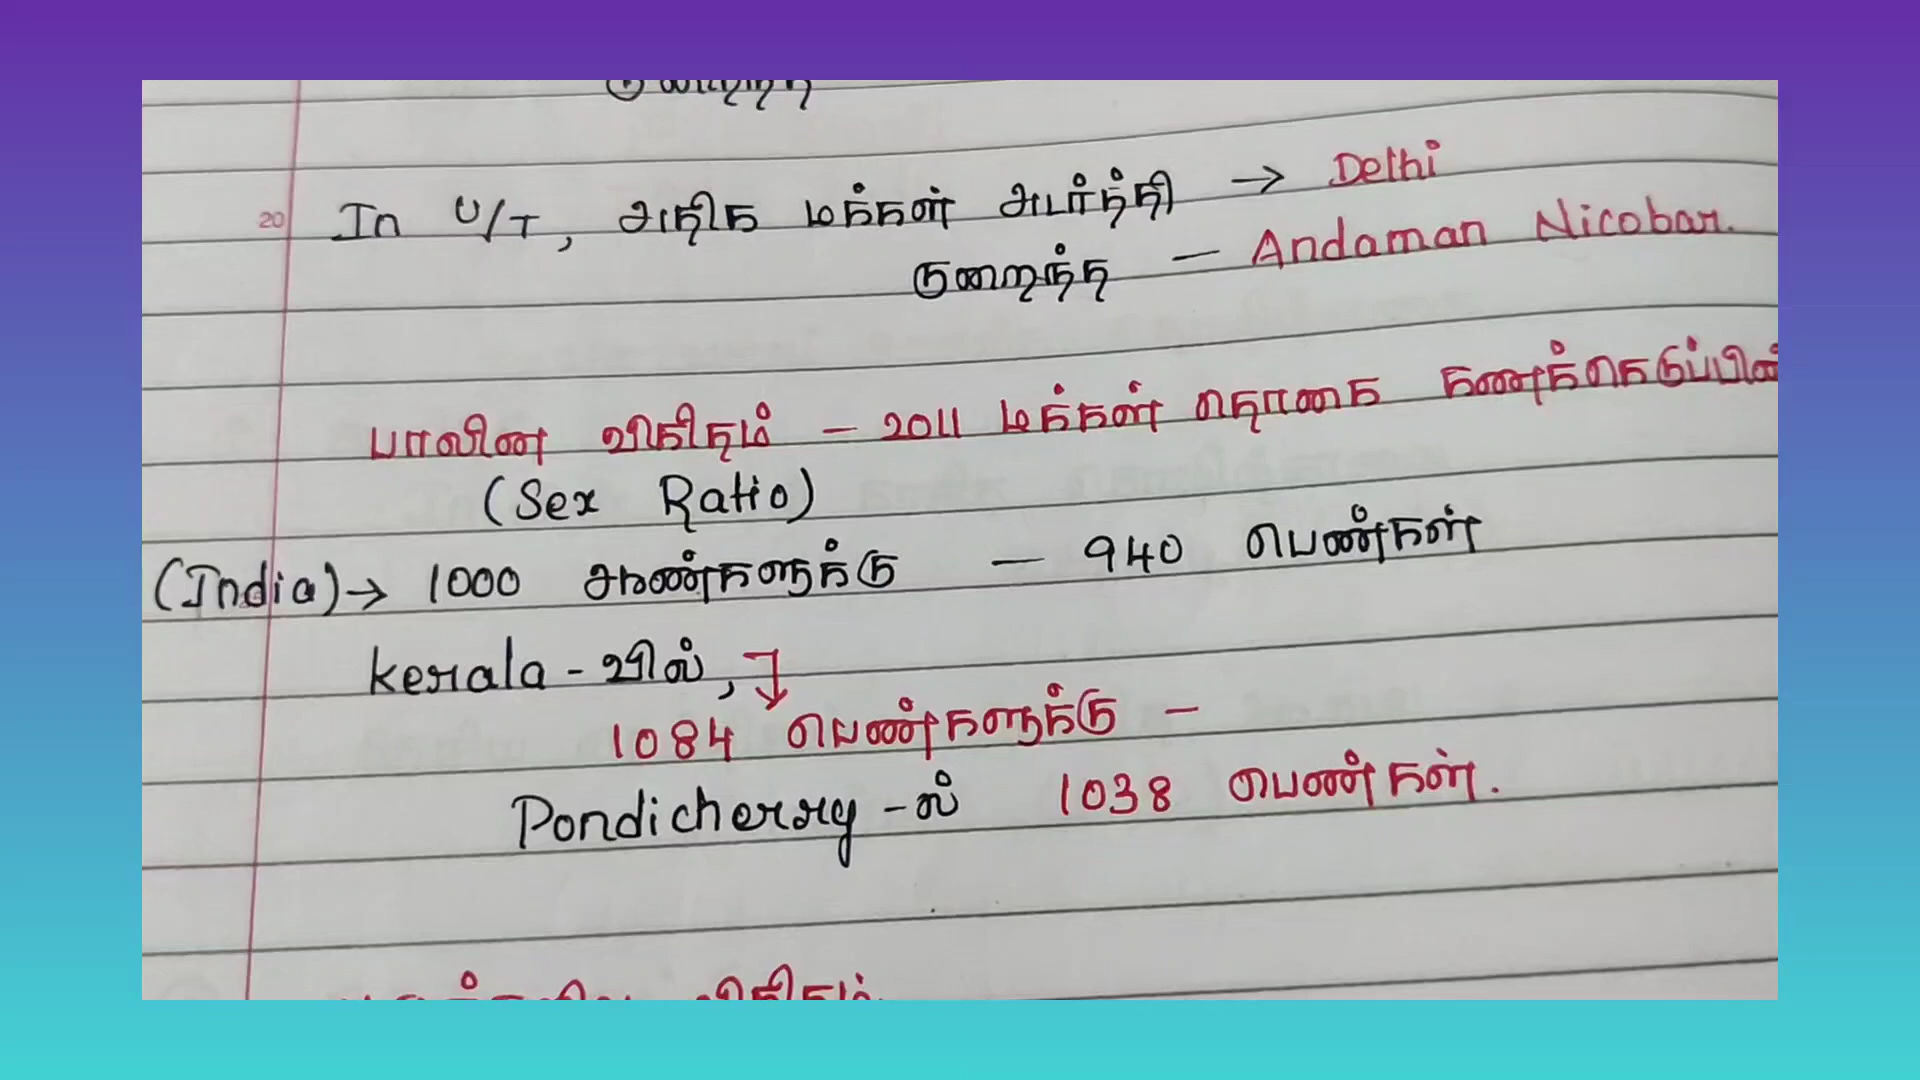 குறைந்த
20 In U/T, அதிக மக்கள் அடர்த்தி → Delhi
குறைந்த – Andaman Nicobar.
பாலின விகிதம் – 2011 மக்கள் தொகை கணக்கெடுப்பின்
(Sex Ratio)
(India) → 1000 ஆண்களுக்கு – 940 பெண்கள்
Kerala - வில்,
1084 பெண்களுக்கு –
Pondicherry - ல் 1038 பெண்கள்.
விகிதம்